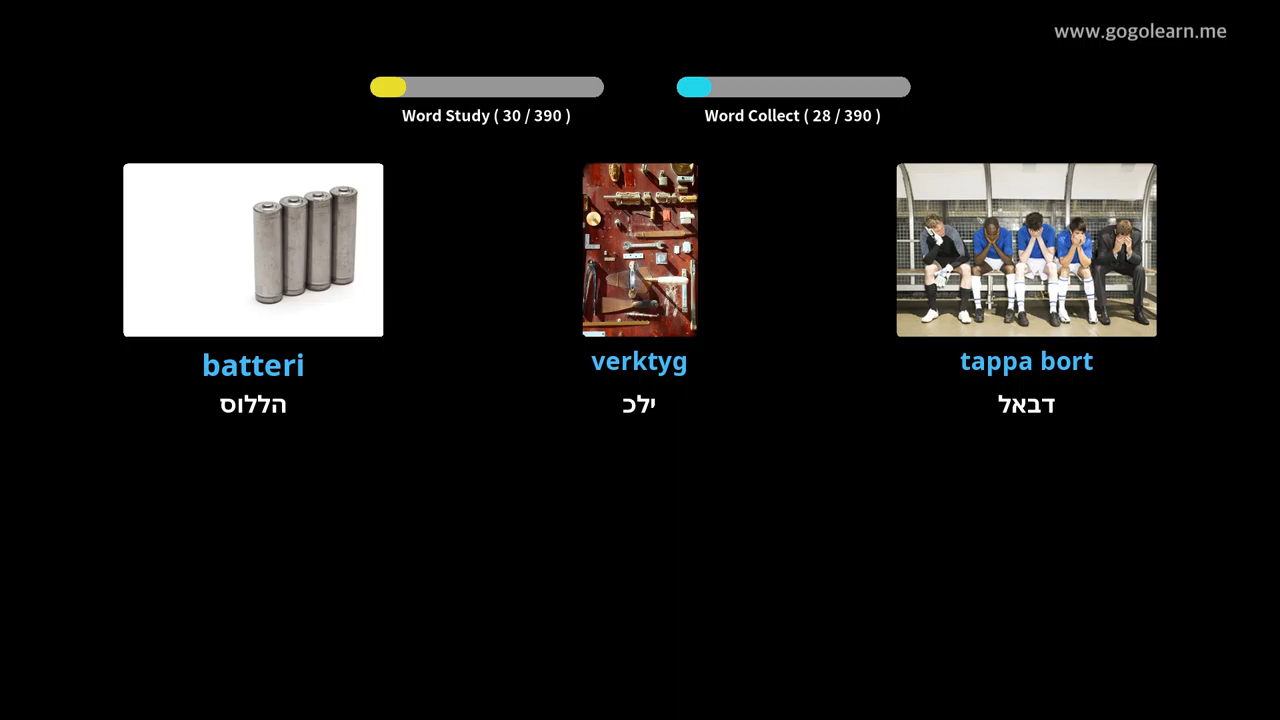 www.gogolearn.me
Word Study ( 30 / 390 )
Word Collect ( 28 / 390 )
batteri
verktyg
tappa bort
הללוס
ילכ
דבאל